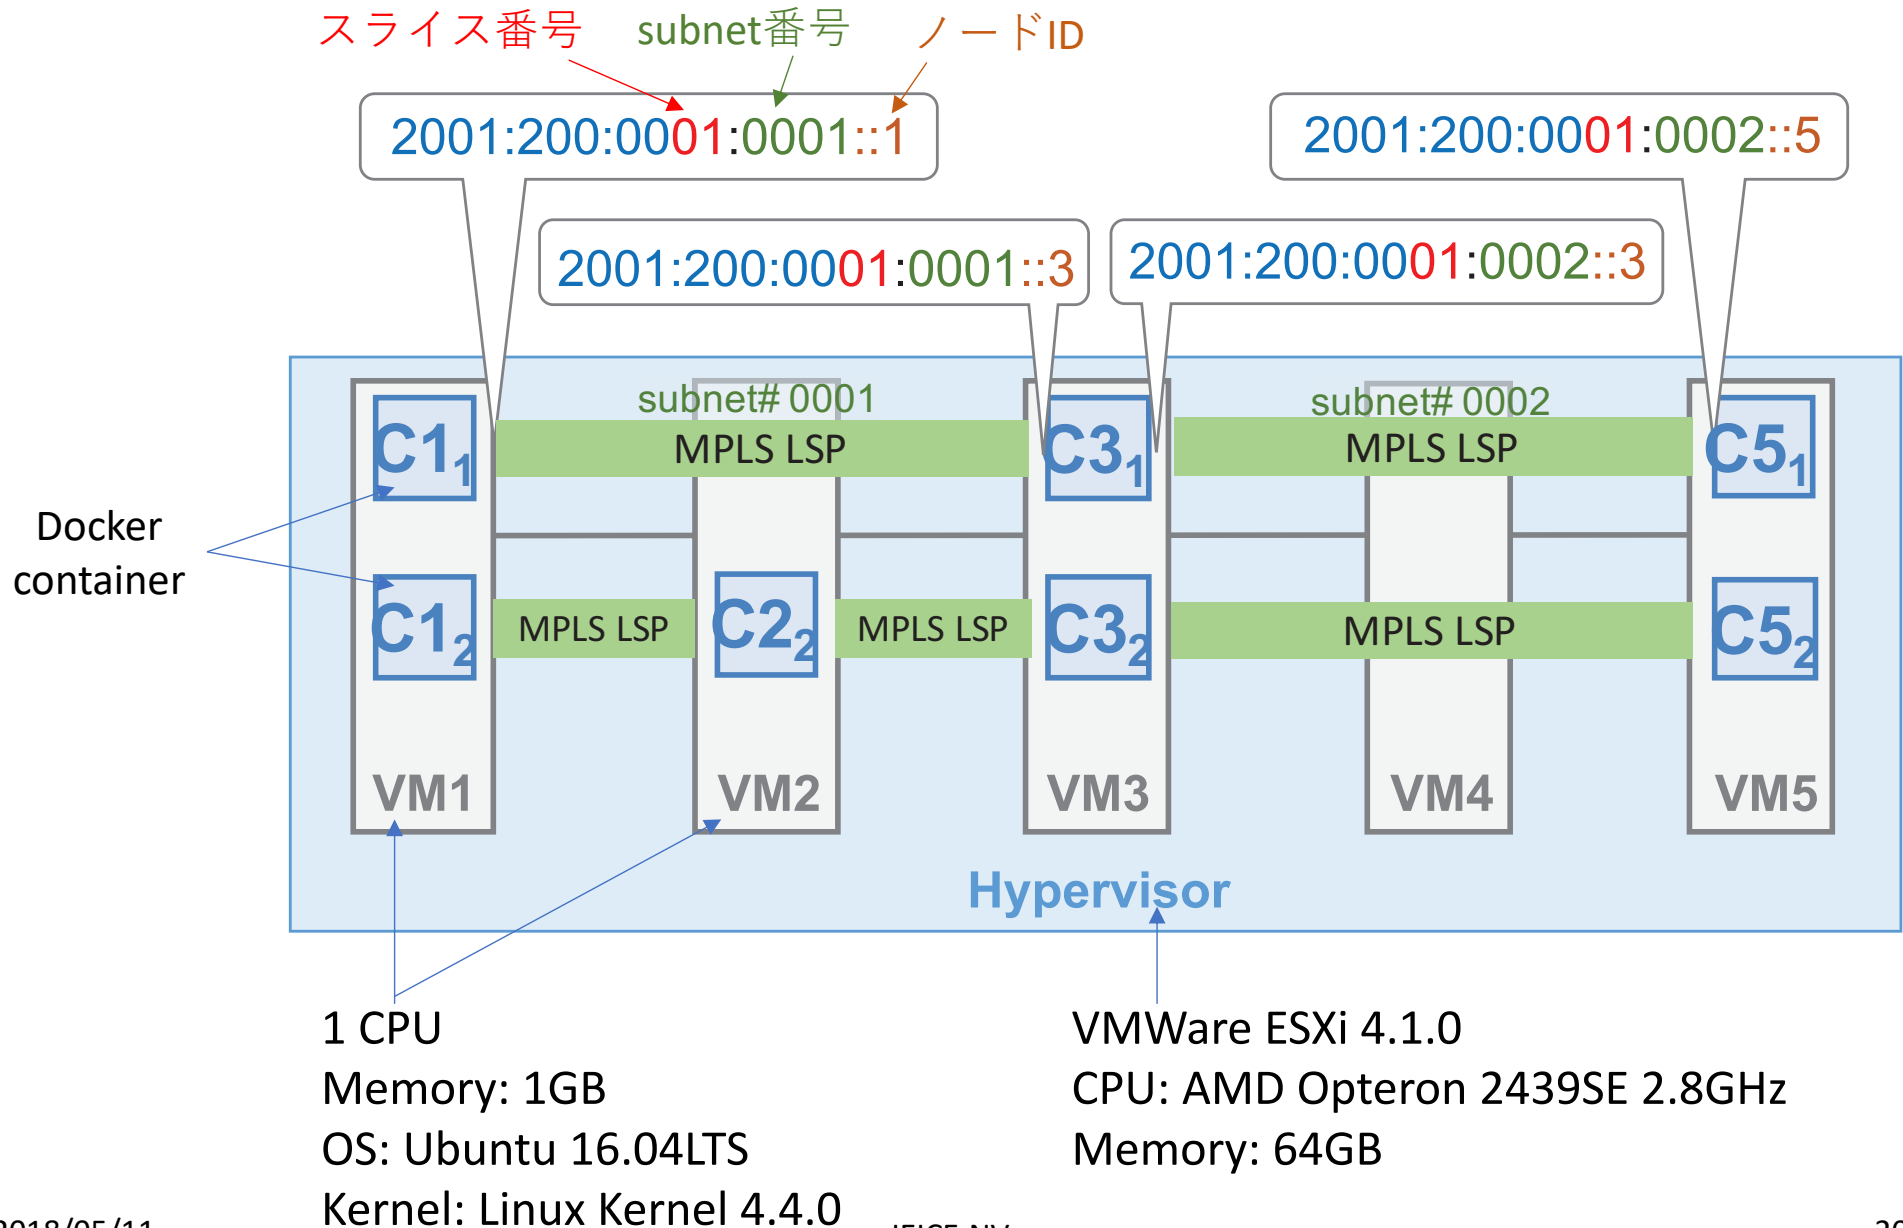 スライス番号
subnet番号
ノードID
2001:200:0001:0001::1
2001:200:0001:0002::5
2001:200:0001:0001::3
2001:200:0001:0002::3
subnet# 0001
subnet# 0002
MPLS LSP
MPLS LSP
C1₁
C3₁
C5₁
Docker
container
MPLS LSP
MPLS LSP
MPLS LSP
C1₂
C2₂
C3₂
C5₂
VM1
VM2
VM3
VM4
VM5
Hypervisor
1 CPU
Memory: 1GB
OS: Ubuntu 16.04LTS
Kernel: Linux Kernel 4.4.0
VMWare ESXi 4.1.0
CPU: AMD Opteron 2439SE 2.8GHz
Memory: 64GB